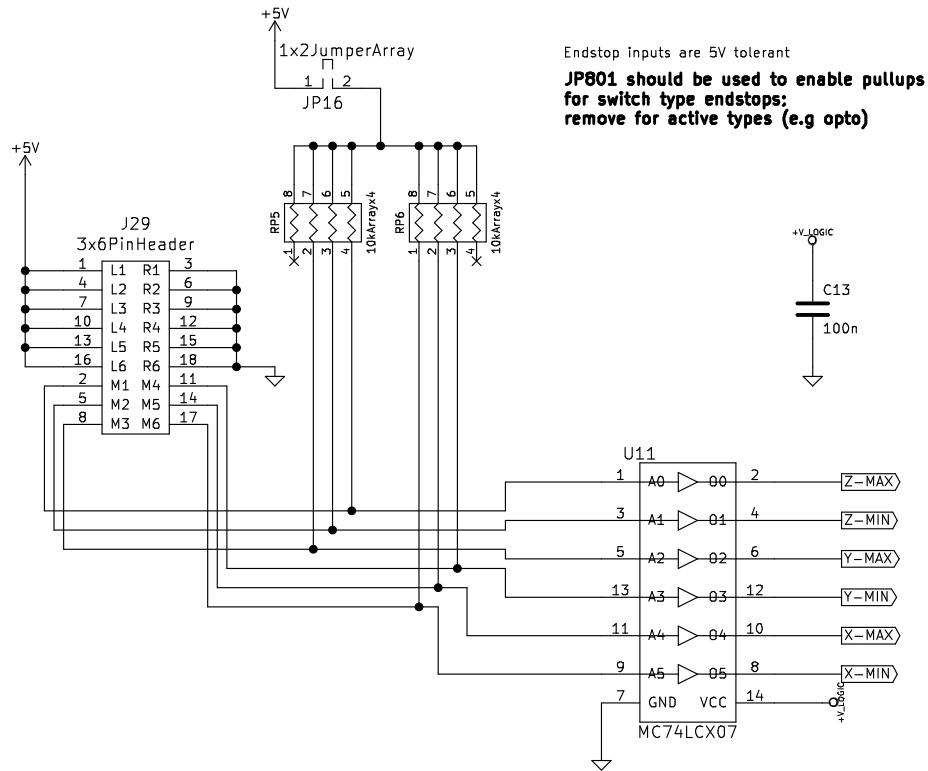 +5V
1x2JumperArray
1 2
JP16
Endstop inputs are 5V tolerant
JP801 should be used to enable pullups
for switch type endstops;
remove for active types (e.g opto)
+5V
8 7 6 5
RP5
10kArrayx4
1 2 3 4
8 7 6 5
RP6
10kArrayx4
1 2 3 4
J29
3x6PinHeader
1 L1 R1 3
4 L2 R2 6
7 L3 R3 9
10 L4 R4 12
13 L5 R5 15
16 L6 R6 18
2 M1 M4 11
5 M2 M5 14
8 M3 M6 17
+V_LOGIC
C13
100n
U11
1 A0 O0 2 Z-MAX
3 A1 O1 4 Z-MIN
5 A2 O2 6 Y-MAX
13 A3 O3 12 Y-MIN
11 A4 O4 10 X-MAX
9 A5 O5 8 X-MIN
7 GND VCC 14
+V_LOGIC
MC74LCX07